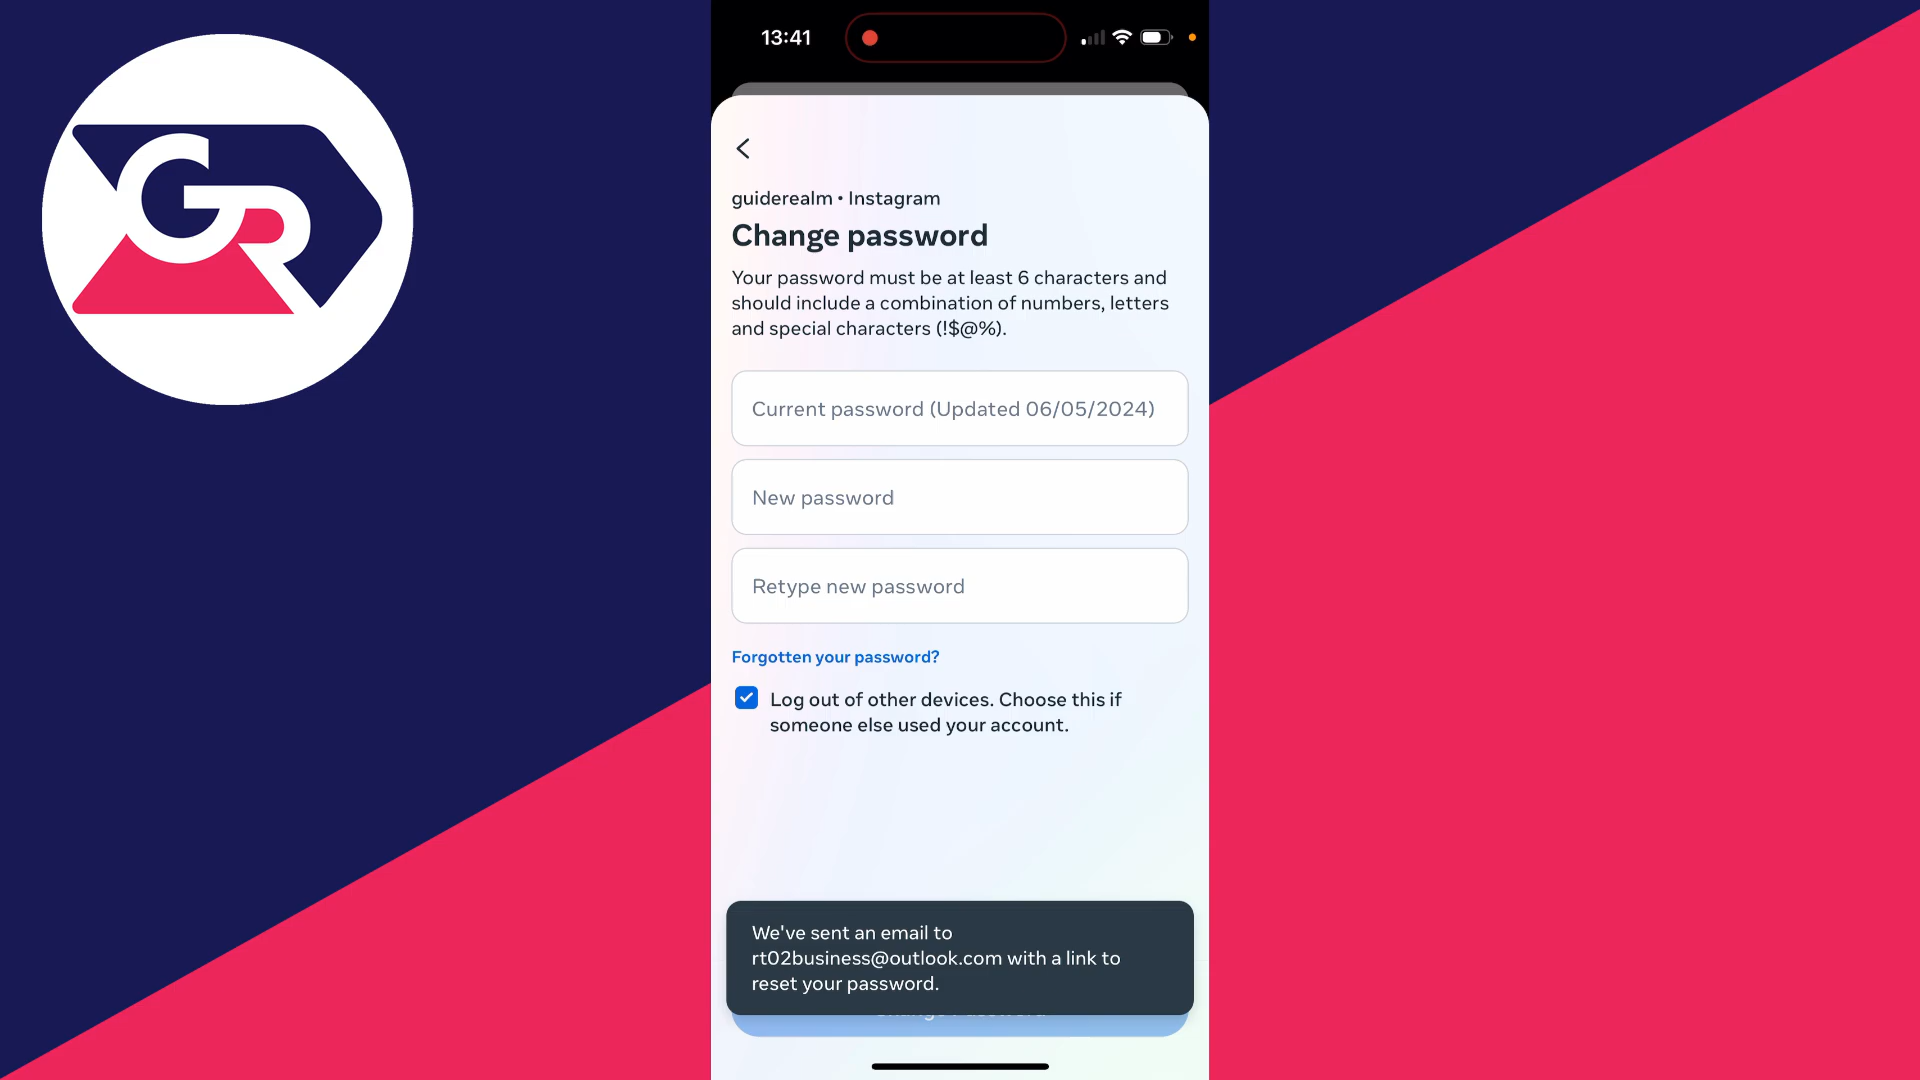 GR
13:41
guiderealm • Instagram
Change password
Your password must be at least 6 characters and
should include a combination of numbers, letters
and special characters (!$@%).
Current password (Updated 06/05/2024)
New password
Retype new password
Forgotten your password?
Log out of other devices. Choose this if
someone else used your account.
We've sent an email to
rt02business@outlook.com with a link to
reset your password.